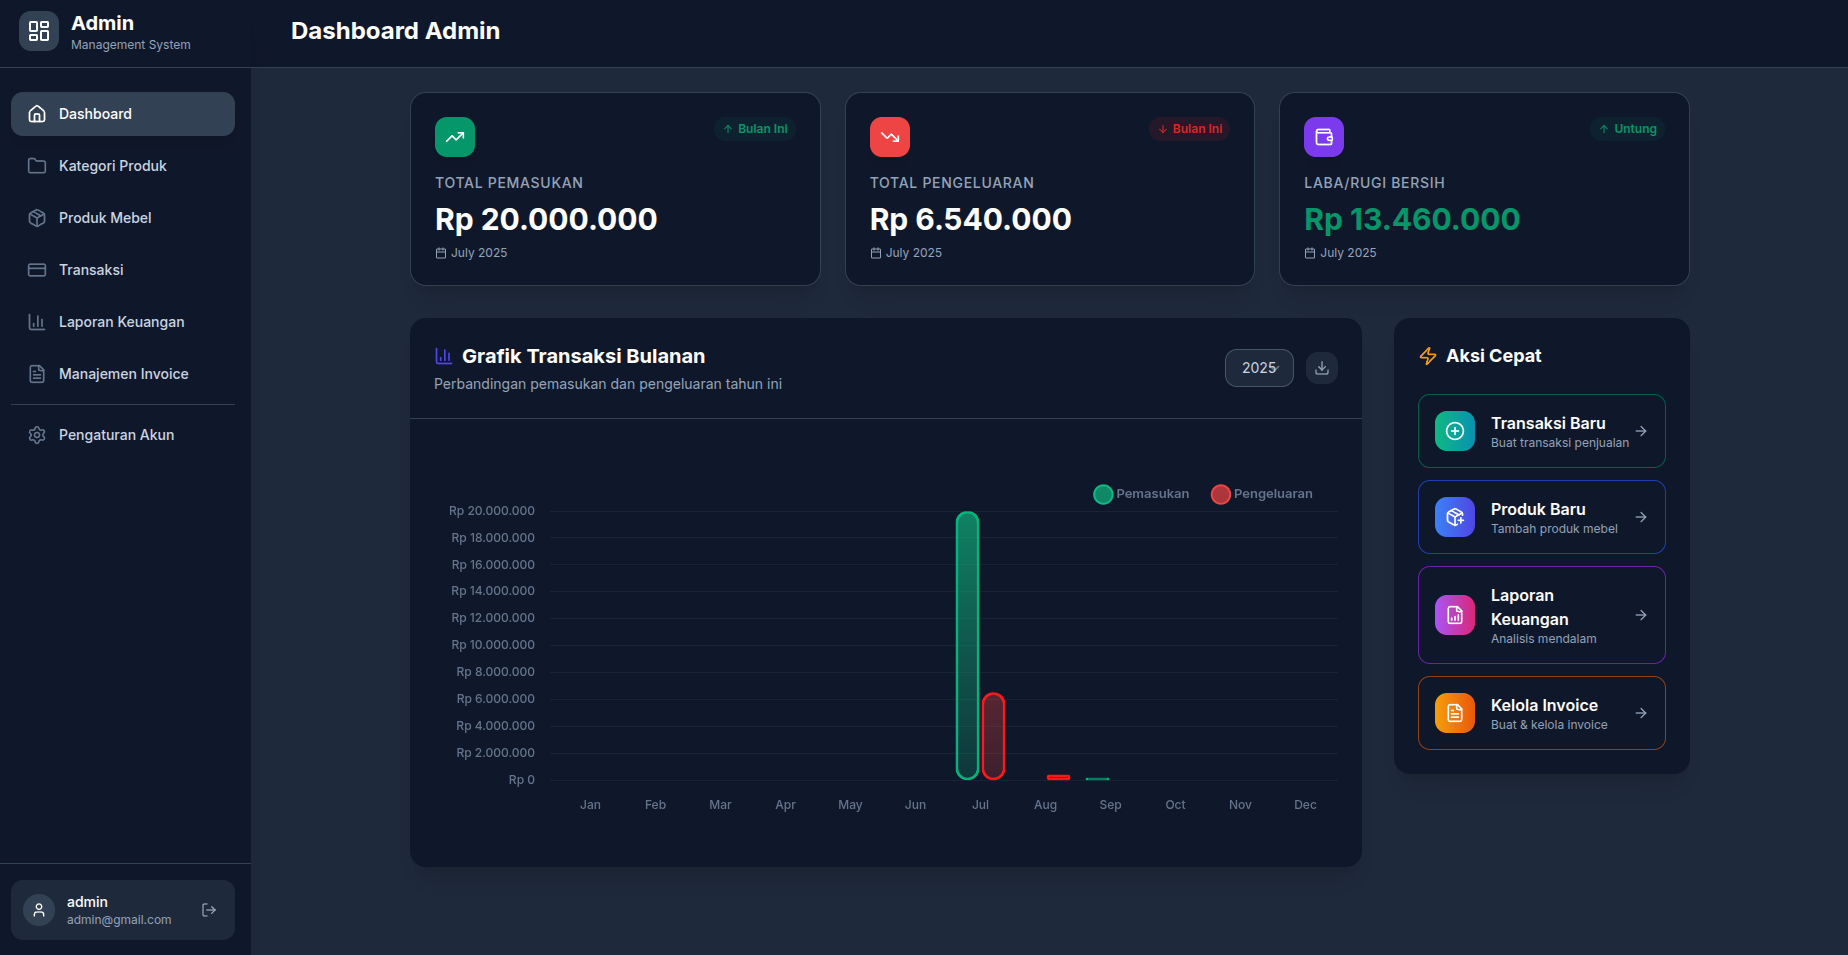 Admin
Management System
Dashboard Admin
Dashboard
Kategori Produk
Produk Mebel
Transaksi
Laporan Keuangan
Manajemen Invoice
Pengaturan Akun
admin
admin@gmail.com
Bulan Ini
TOTAL PEMASUKAN
Rp 20.000.000
July 2025
Bulan Ini
TOTAL PENGELUARAN
Rp 6.540.000
July 2025
Untung
LABA/RUGI BERSIH
Rp 13.460.000
July 2025
Grafik Transaksi Bulanan
Perbandingan pemasukan dan pengeluaran tahun ini
2025
Pemasukan
Pengeluaran
Rp 20.000.000
Rp 18.000.000
Rp 16.000.000
Rp 14.000.000
Rp 12.000.000
Rp 10.000.000
Rp 8.000.000
Rp 6.000.000
Rp 4.000.000
Rp 2.000.000
Rp 0
Jan Feb Mar Apr May Jun Jul Aug Sep Oct Nov Dec
Aksi Cepat
Transaksi Baru
Buat transaksi penjualan
Produk Baru
Tambah produk mebel
Laporan
Keuangan
Analisis mendalam
Kelola Invoice
Buat & kelola invoice